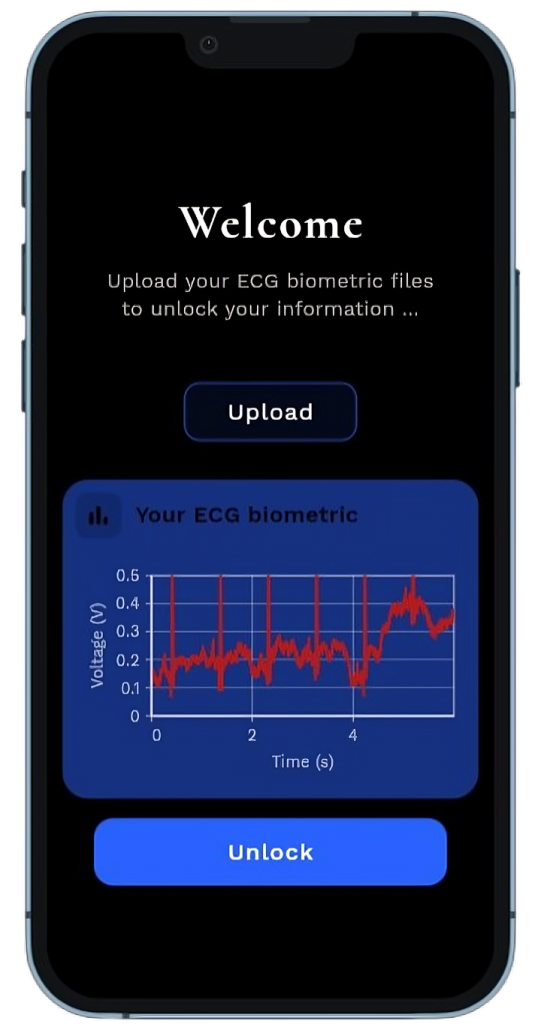 Welcome
Upload your ECG biometric files
to unlock your information ...
Upload
Your ECG biometric
Voltage (V)
0.5
0.4
0.3
0.2
0.1
0
0 2 4
Time (s)
Unlock